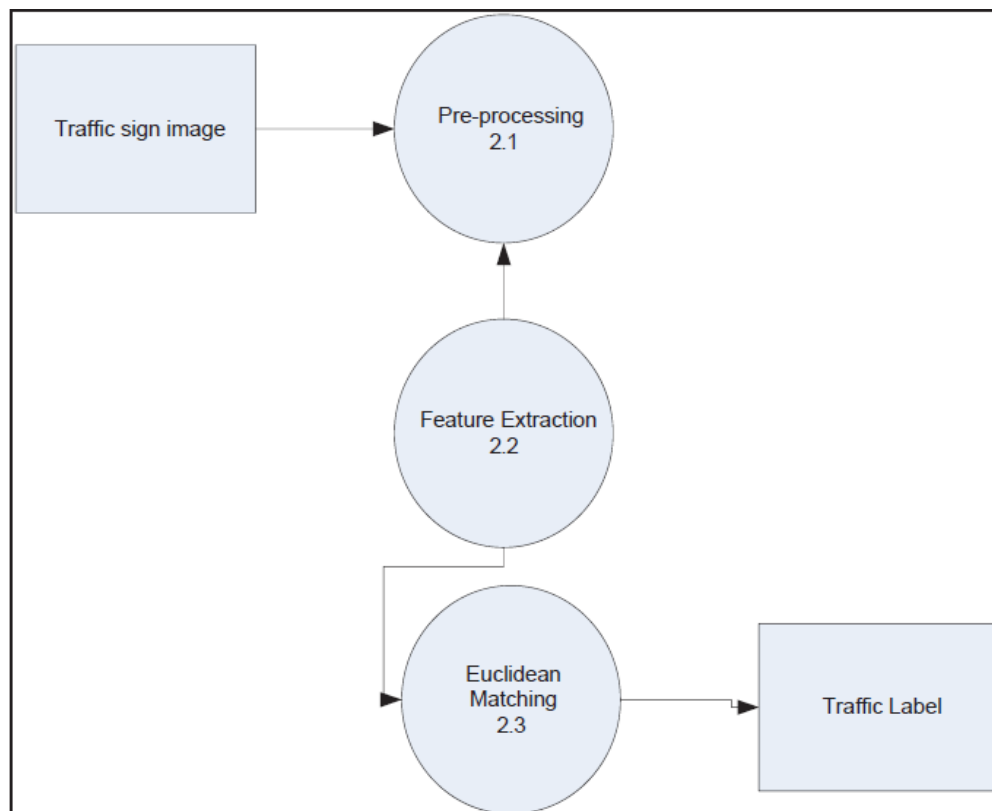 Traffic sign image
Pre-processing
2.1
Feature Extraction
2.2
Euclidean
Matching
2.3
Traffic Label